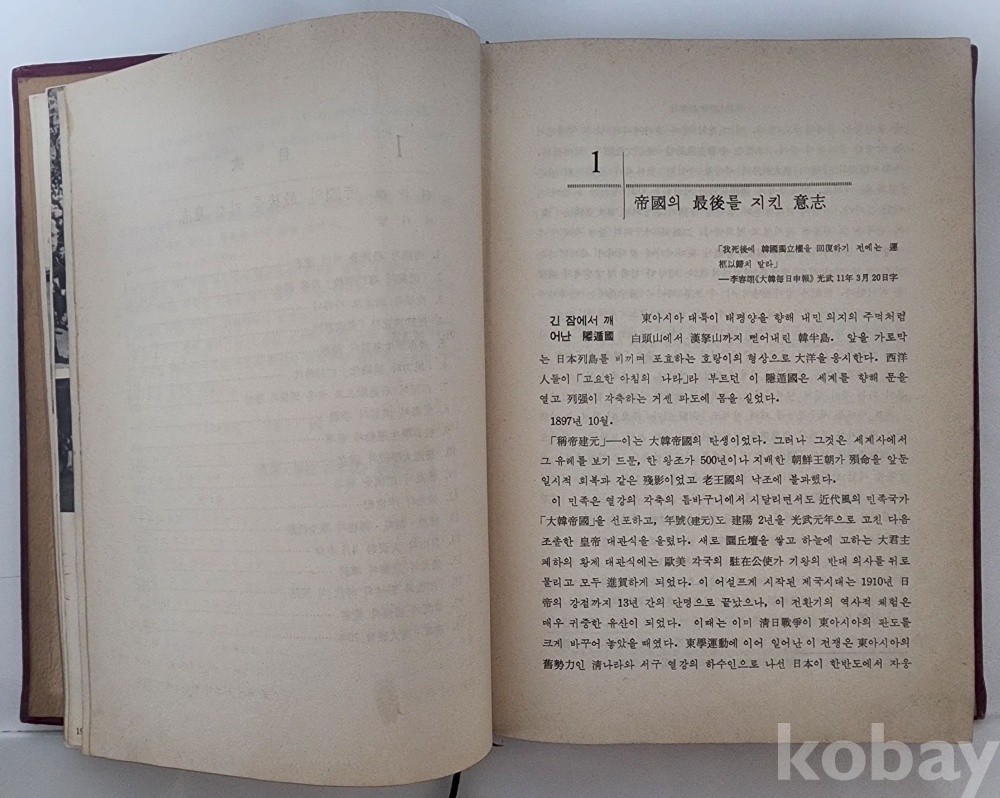 1
帝國의 最後를 지킨 意志
「我死後에 韓國獨立權을 回復하기 전에는 運
柩以歸치 말라」
—李容翊《大韓每日申報》光武 11年 3月 20日字
긴 잠에서 깨
어난 隱遁國
東아시아 대륙이 태평양을 향해 내민 의지의 주먹처럼
白頭山에서 漢拏山까지 뻗어내린 韓半島. 앞을 가로막
는 日本列島를 비끼며 포효하는 호랑이의 형상으로 大洋을 응시한다. 西洋
人들이 「고요한 아침의 나라」라 부르던 이 隱遁國은 세계를 향해 문을
열고 列强이 각축하는 거센 파도에 몸을 실었다.
1897년 10월.
「稱帝建元」—이는 大韓帝國의 탄생이었다. 그러나 그것은 세계사에서
그 유례를 보기 드문, 한 왕조가 500년이나 지배한 朝鮮王朝가 殞命을 앞둔
일시적 회복과 같은 殘影이었고 老王國의 낙조에 불과했다.
이 민족은 열강의 각축의 틈바구니에서 시달리면서도 近代風의 民족국가
「大韓帝國」을 선포하고, 年號(建元)도 建陽 2년을 光武元年으로 고친 다음
조촐한 皇帝 대관식을 올렸다. 새로 圜丘壇을 쌓고 하늘에 고하는 大君主
폐하의 황제 대관식에는 歐美 각국의 駐在公使가 기왕의 반대 의사를 뒤로
물리고 모두 進賀하게 되었다. 이 어설프게 시작된 제국시대는 1910년 日
帝의 강점까지 13년 간의 단명으로 끝났으나, 이 전환기의 역사적 체험은
매우 귀중한 유산이 되었다. 이때는 이미 淸日戰爭이 東아시아의 판도를
크게 바꾸어 놓았을 때였다. 東學運動에 이어 일어난 이 전쟁은 東아시아의
舊勢力인 淸나라와 서구 열강의 하수인으로 나선 日本이 한반도에서 자웅
kobay